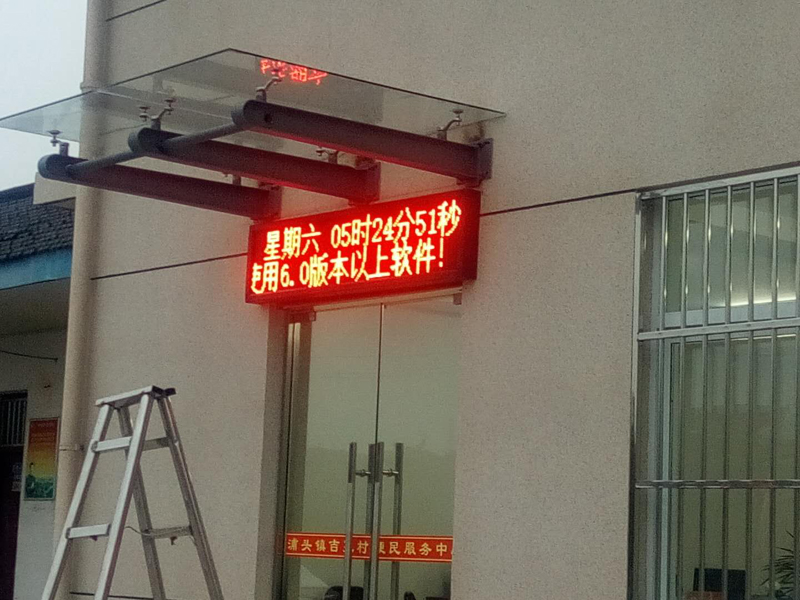 星期六 05时24分51秒
使用6.0版本以上软件!
浦头镇吉 村便民服务中